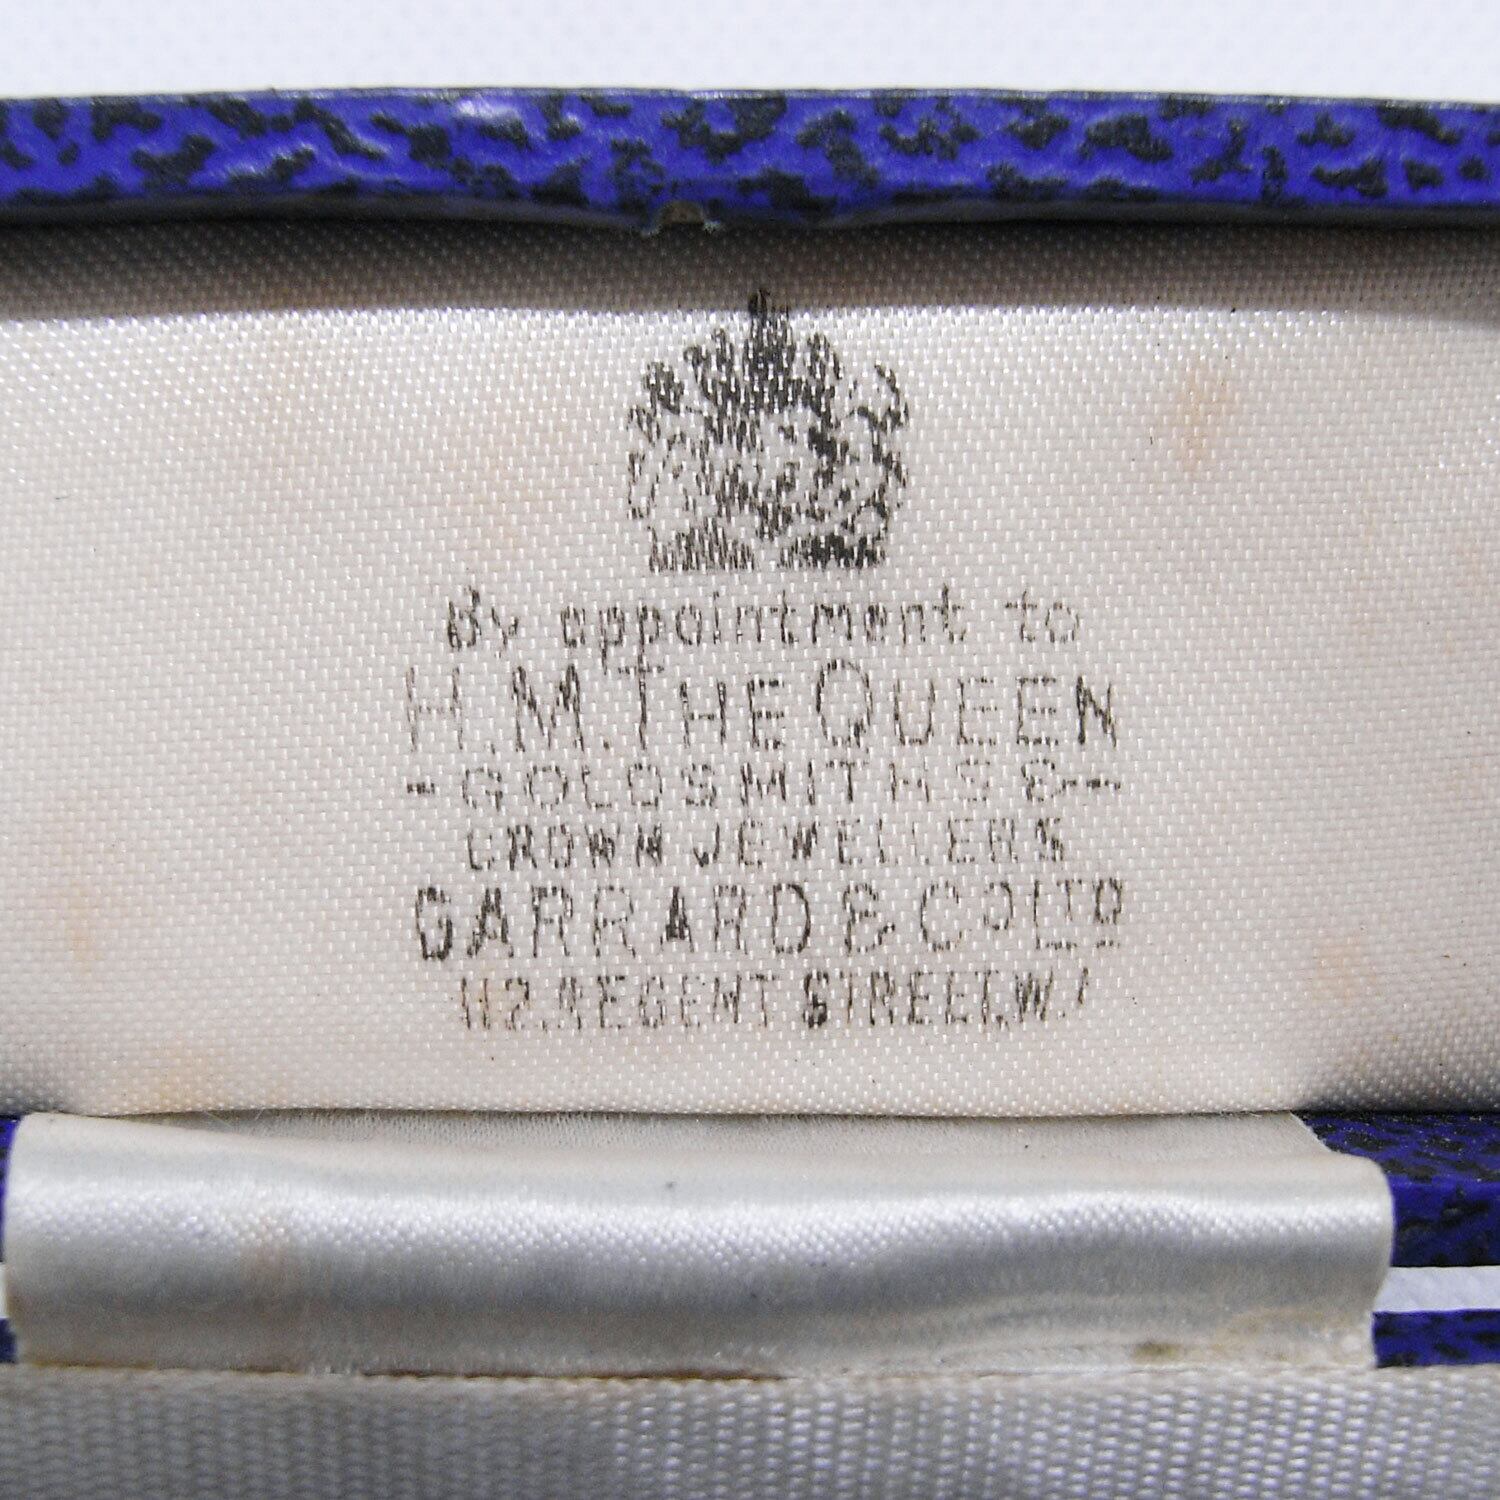 By appointment to
H.M. THE QUEEN
- GOLDSMITHS & -
CROWN JEWELLERS
GARRARD & CO LTD
112, REGENT STREET, W.1